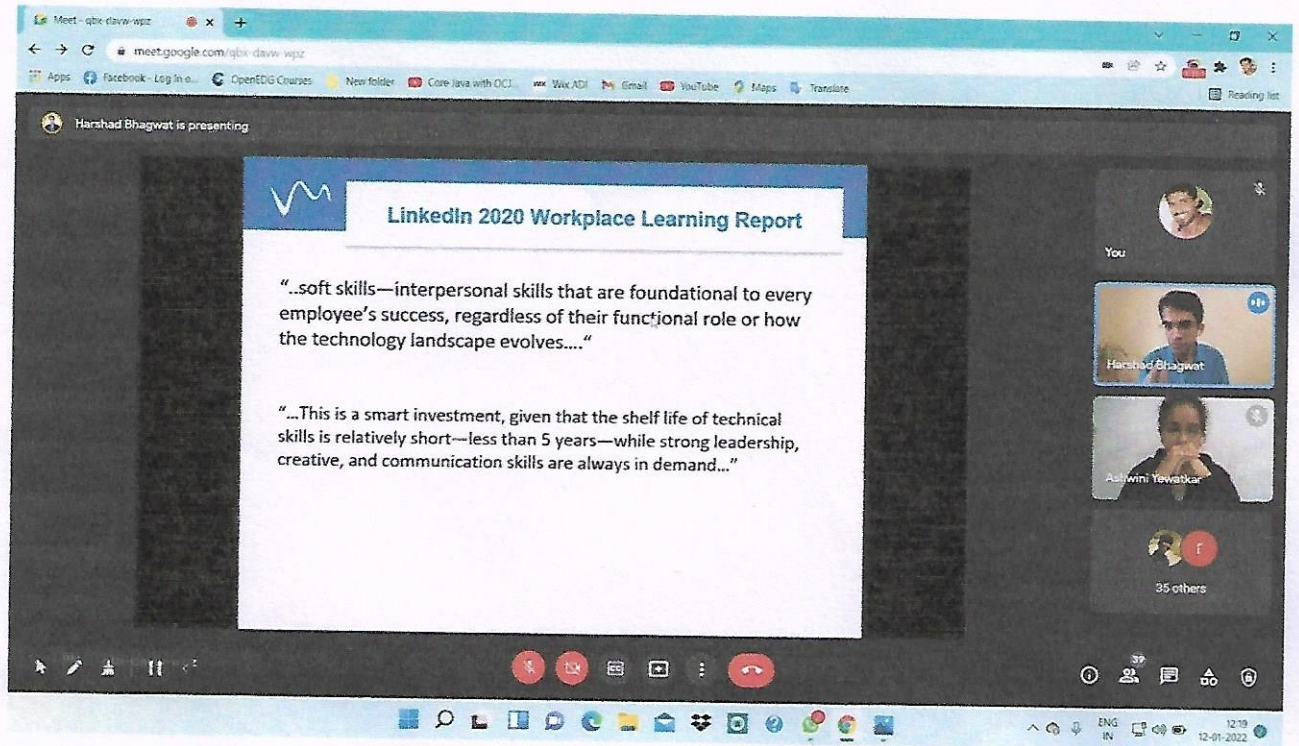 Meet - qbx-davw-wpz
meet.google.com/qbx-davw-wpz
Apps Facebook - Log In o... OpenEDG Courses New folder Core Java with OCJ... WIX Wix ADI Gmail YouTube Maps Translate
Reading list
Harshad Bhagwat is presenting
LinkedIn 2020 Workplace Learning Report
“..soft skills—interpersonal skills that are foundational to every
employee’s success, regardless of their functional role or how
the technology landscape evolves....“
“...This is a smart investment, given that the shelf life of technical
skills is relatively short—less than 5 years—while strong leadership,
creative, and communication skills are always in demand...”
You
Harshad Bhagwat
Ashwini Yewatkar
r
35 others
CC
39
ENG
IN
12:19
12-01-2022